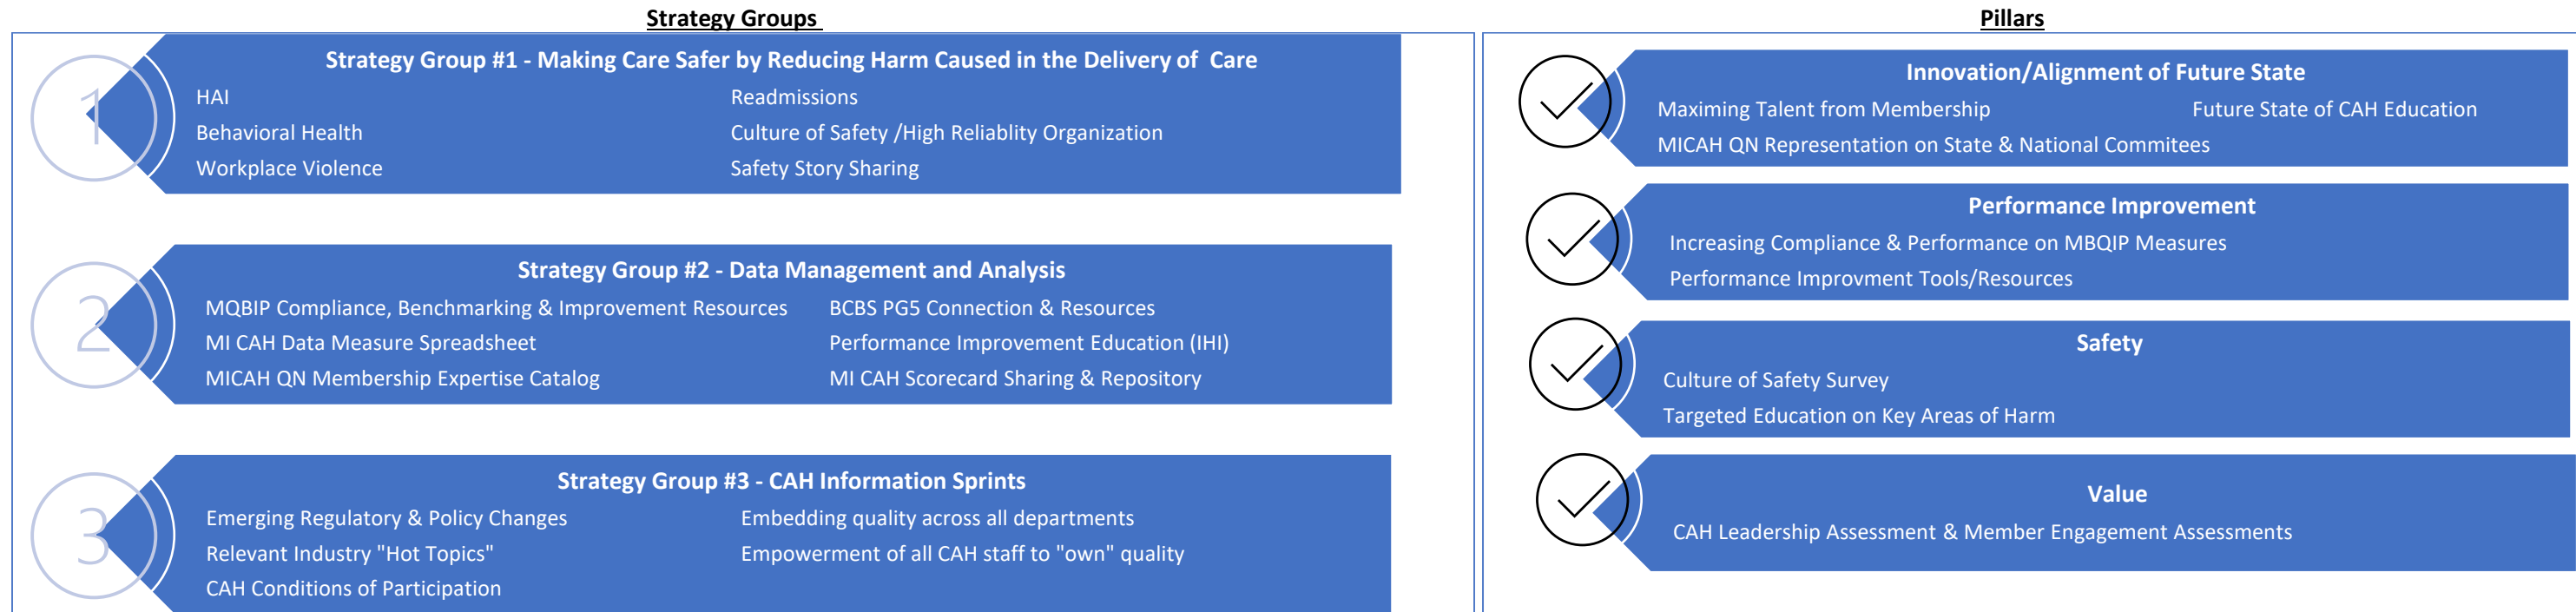 Strategy Groups
1
Strategy Group #1 - Making Care Safer by Reducing Harm Caused in the Delivery of Care
HAI
Readmissions
Behavioral Health
Culture of Safety /High Reliablity Organization
Workplace Violence
Safety Story Sharing
2
Strategy Group #2 - Data Management and Analysis
MQBIP Compliance, Benchmarking & Improvement Resources
BCBS PG5 Connection & Resources
MI CAH Data Measure Spreadsheet
Performance Improvement Education (IHI)
MICAH QN Membership Expertise Catalog
MI CAH Scorecard Sharing & Repository
3
Strategy Group #3 - CAH Information Sprints
Emerging Regulatory & Policy Changes
Embedding quality across all departments
Relevant Industry "Hot Topics"
Empowerment of all CAH staff to "own" quality
CAH Conditions of Participation
Pillars
Innovation/Alignment of Future State
Maximing Talent from Membership
Future State of CAH Education
MICAH QN Representation on State & National Commitees
Performance Improvement
Increasing Compliance & Performance on MBQIP Measures
Performance Improvment Tools/Resources
Safety
Culture of Safety Survey
Targeted Education on Key Areas of Harm
Value
CAH Leadership Assessment & Member Engagement Assessments